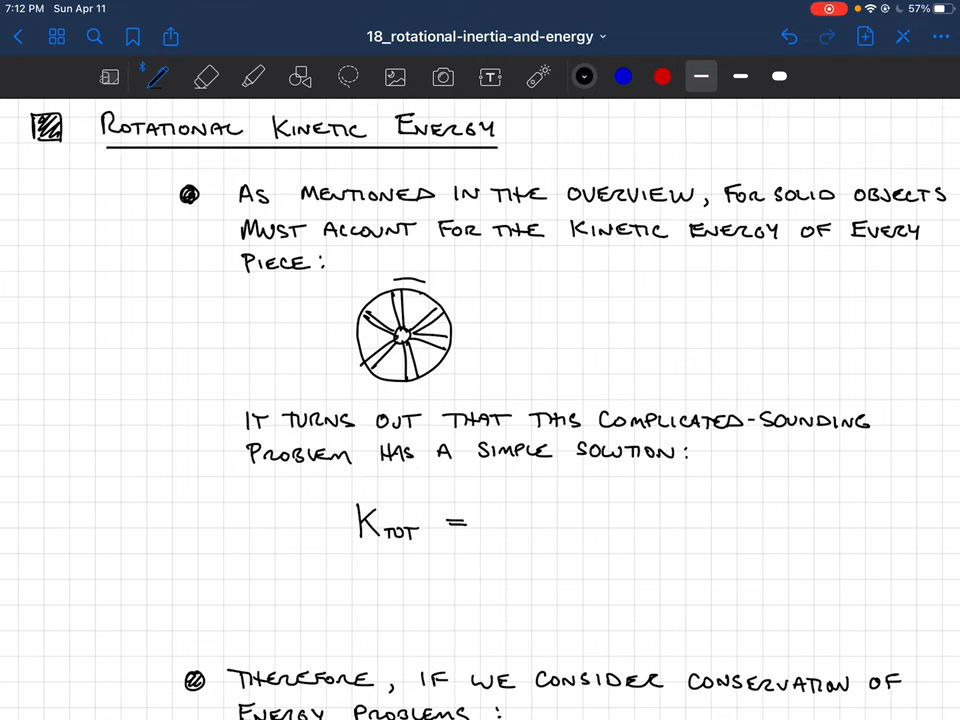 7:12 PM Sun Apr 11
57%
18_rotational-inertia-and-energy
T
ROTATIONAL KINETIC ENERGY
AS MENTIONED IN THE OVERVIEW, FOR SOLID OBJECTS
MUST ACCOUNT FOR THE KINETIC ENERGY OF EVERY
PIECE:
IT TURNS OUT THAT THIS COMPLICATED-SOUNDING
PROBLEM HAS A SIMPLE SOLUTION:
K_TOT =
THEREFORE, IF WE CONSIDER CONSERVATION OF
ENERGY PROBLEMS: